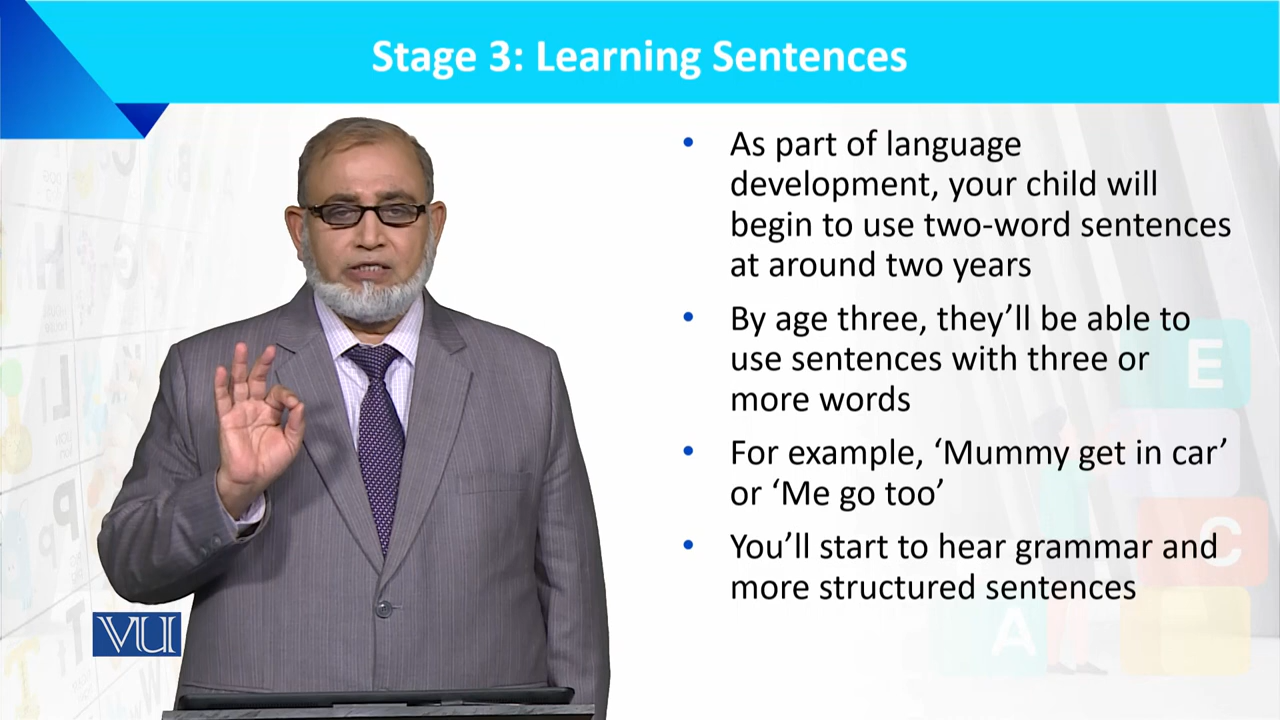 Stage 3: Learning Sentences
• As part of language
development, your child will
begin to use two-word sentences
at around two years
• By age three, they’ll be able to
use sentences with three or
more words
• For example, ‘Mummy get in car’
or ‘Me go too’
• You’ll start to hear grammar and
more structured sentences
E
C
A
VU